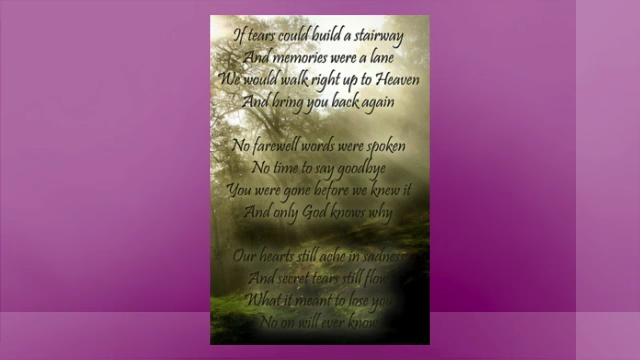 If tears could build a stairway
And memories were a lane
We would walk right up to Heaven
And bring you back again
No farewell words were spoken
No time to say goodbye
You were gone before we knew it
And only God knows why
Our hearts still ache in sadness
And secret tears still flow
What it meant to lose you
No on will ever know